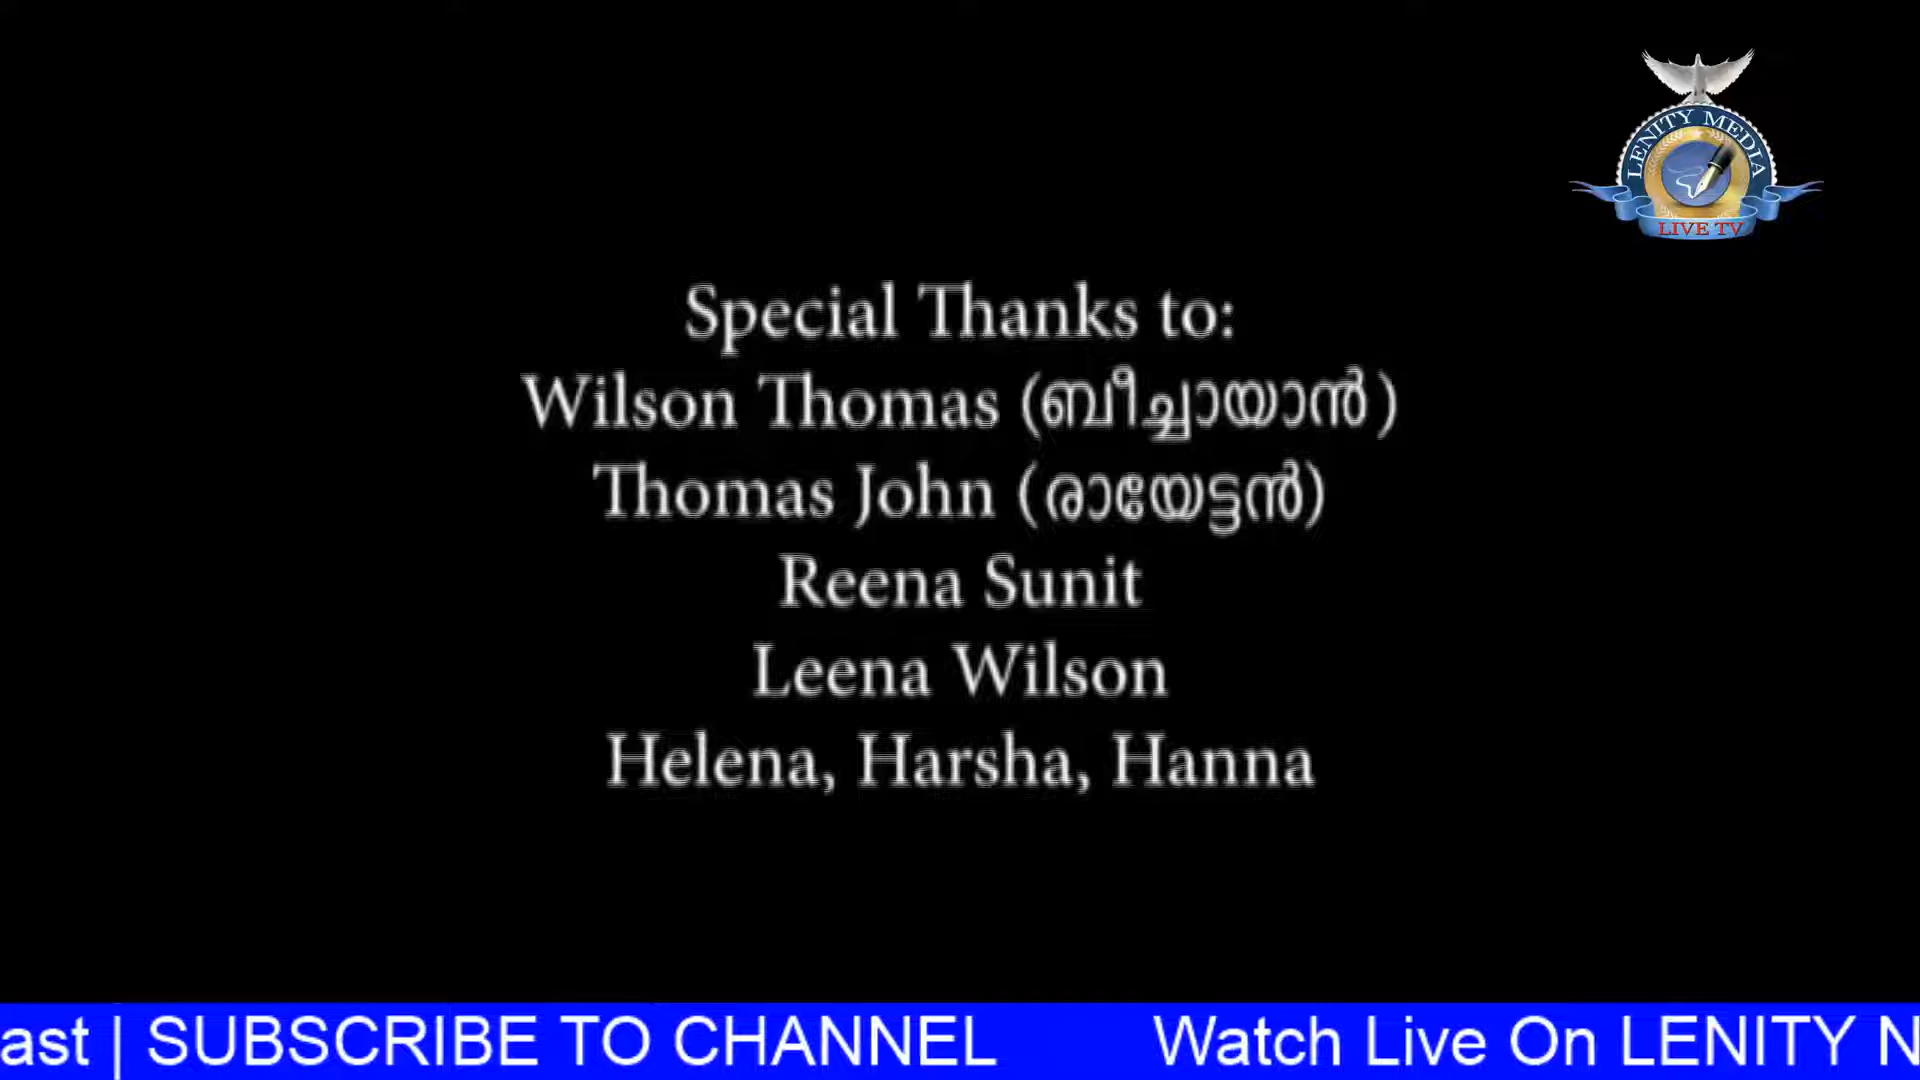 LENITY MEDIA
LIVE TV
Special Thanks to:
Wilson Thomas (ബീച്ചായാൻ)
Thomas John (രായേട്ടൻ)
Reena Sunit
Leena Wilson
Helena, Harsha, Hanna
ast | SUBSCRIBE TO CHANNEL Watch Live On LENITY